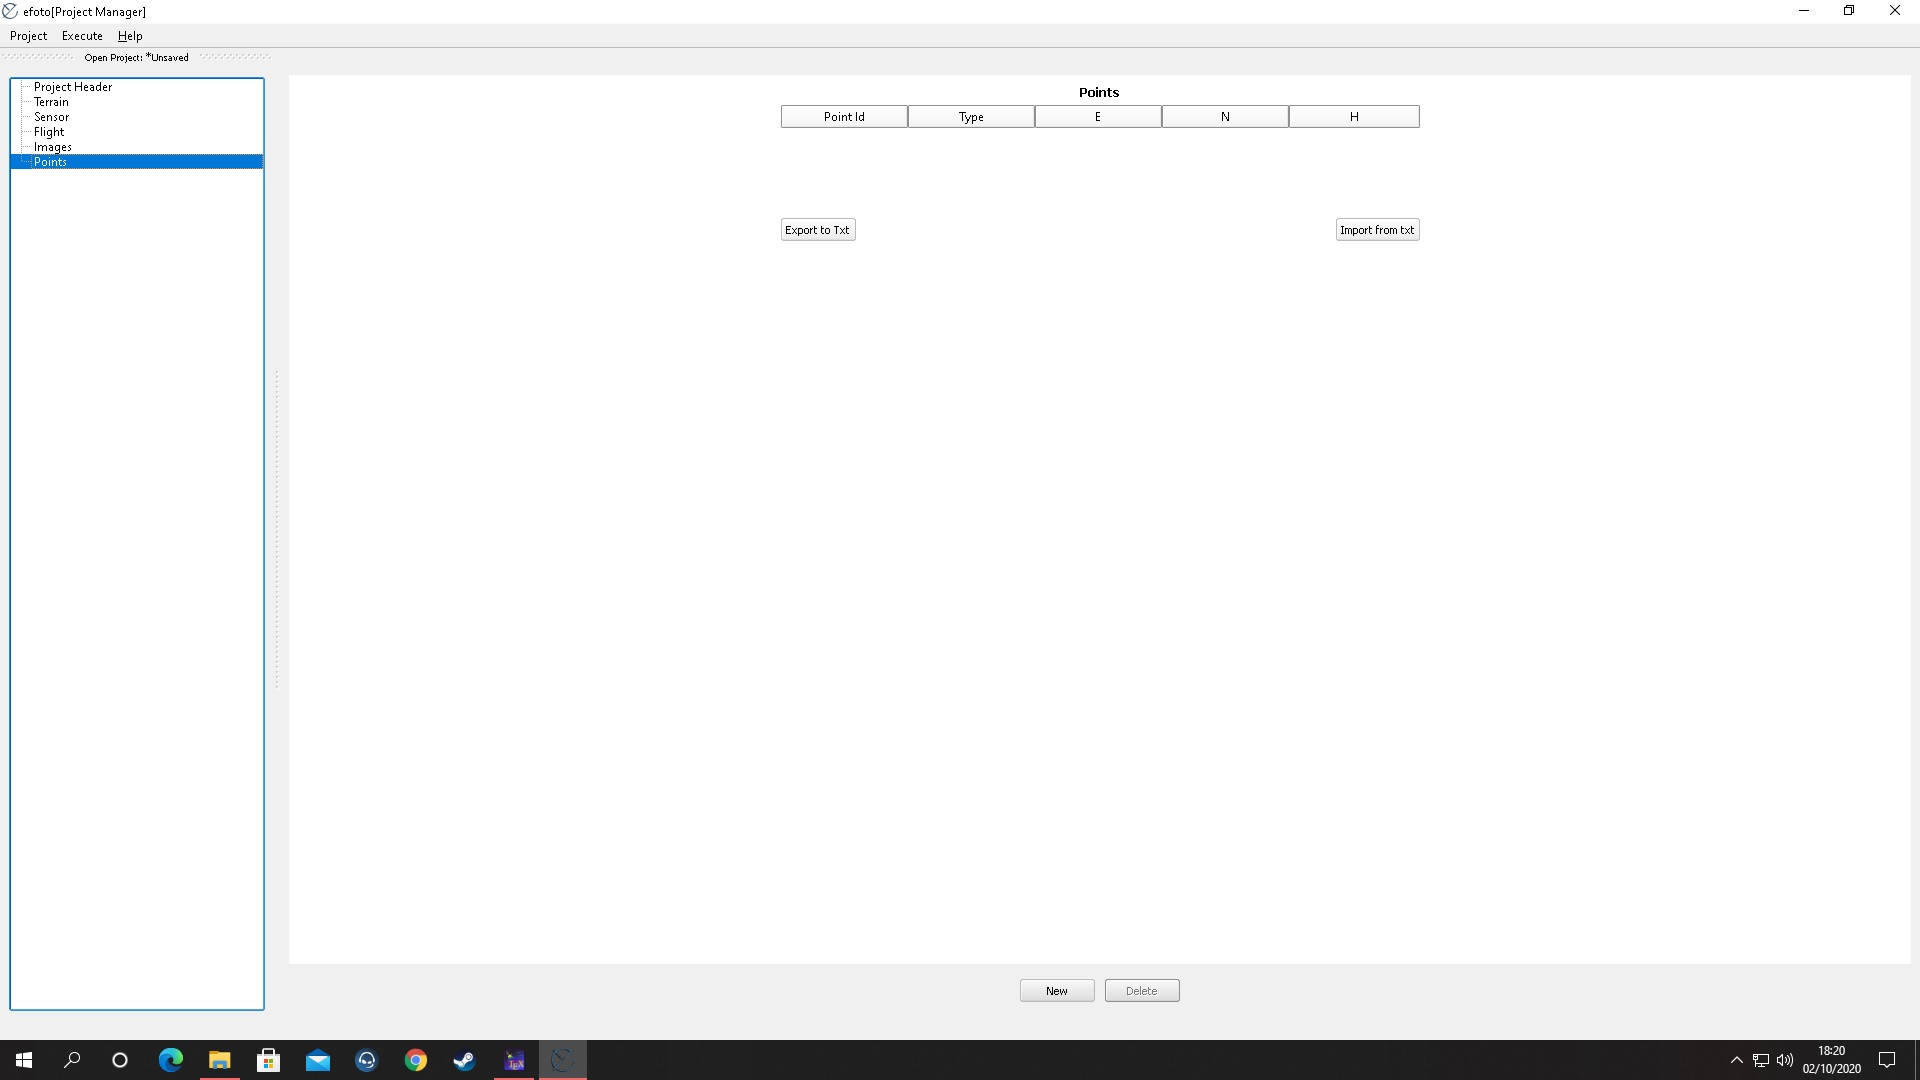 efoto[Project Manager]
Project Execute Help
Open Project: *Unsaved
Project Header
Terrain
Sensor
Flight
Images
Points
Points
Point Id Type E N H
Export to Txt Import from txt
New Delete
18:20
02/10/2020